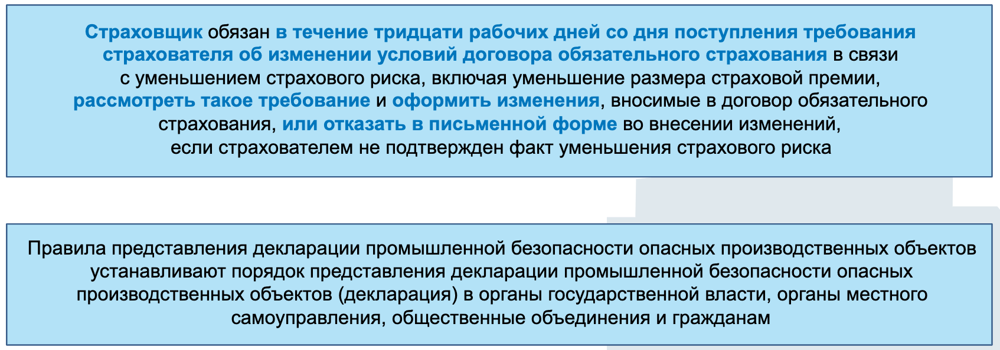 Страховщик обязан в течение тридцати рабочих дней со дня поступления требования
страхователя об изменении условий договора обязательного страхования в связи
с уменьшением страхового риска, включая уменьшение размера страховой премии,
рассмотреть такое требование и оформить изменения, вносимые в договор обязательного
страхования, или отказать в письменной форме во внесении изменений,
если страхователем не подтвержден факт уменьшения страхового риска
Правила представления декларации промышленной безопасности опасных производственных объектов
устанавливают порядок представления декларации промышленной безопасности опасных
производственных объектов (декларация) в органы государственной власти, органы местного
самоуправления, общественные объединения и гражданам